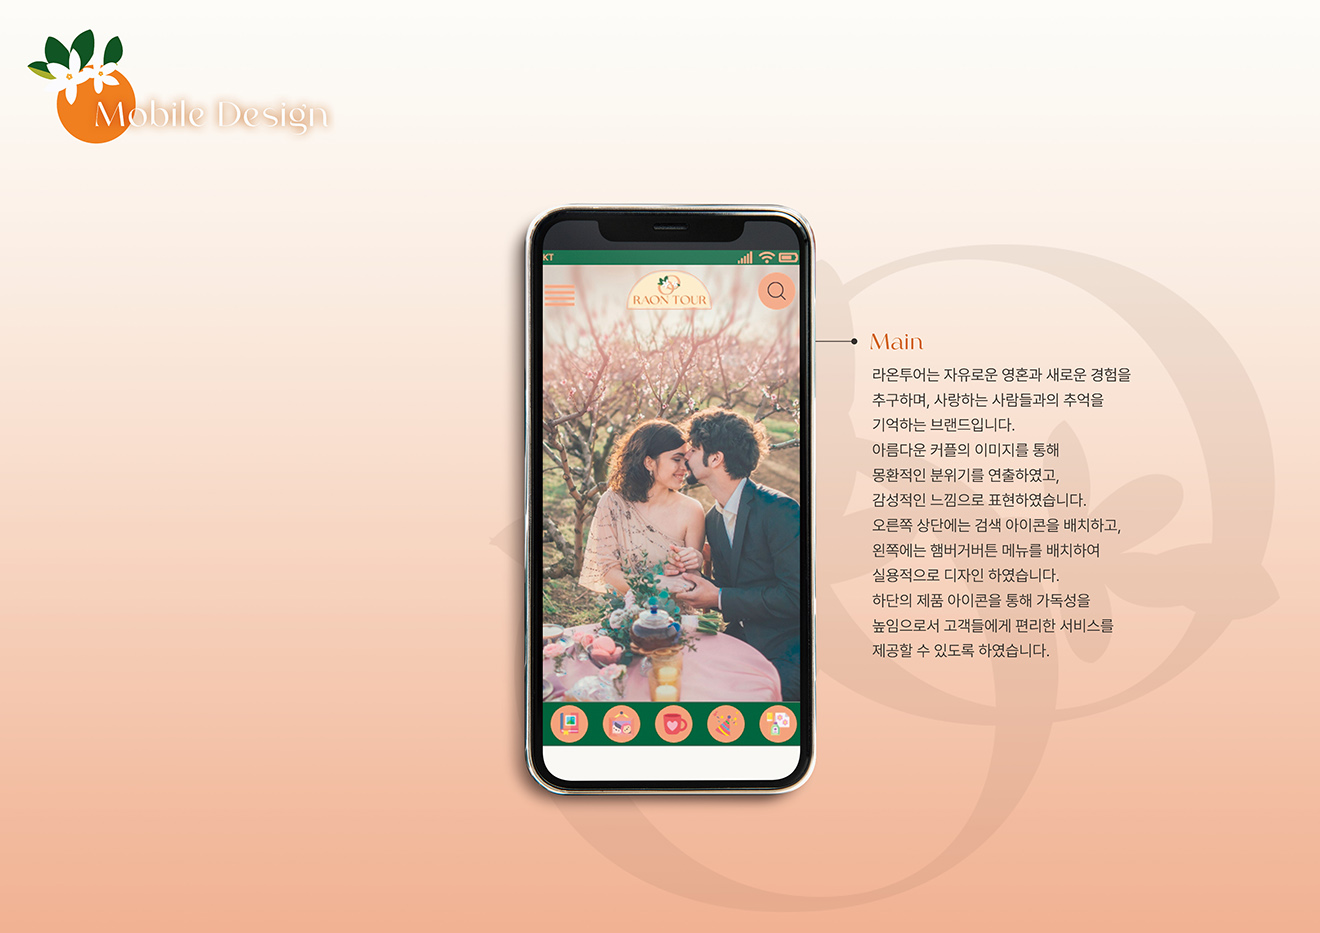 Mobile Design
KT
RAON TOUR
Main
라온투어는 자유로운 영혼과 새로운 경험을
추구하며, 사랑하는 사람들과의 추억을
기억하는 브랜드입니다.
아름다운 커플의 이미지를 통해
몽환적인 분위기를 연출하였고,
감성적인 느낌으로 표현하였습니다.
오른쪽 상단에는 검색 아이콘을 배치하고,
왼쪽에는 햄버거버튼 메뉴를 배치하여
실용적으로 디자인 하였습니다.
하단의 제품 아이콘을 통해 가독성을
높임으로서 고객들에게 편리한 서비스를
제공할 수 있도록 하였습니다.